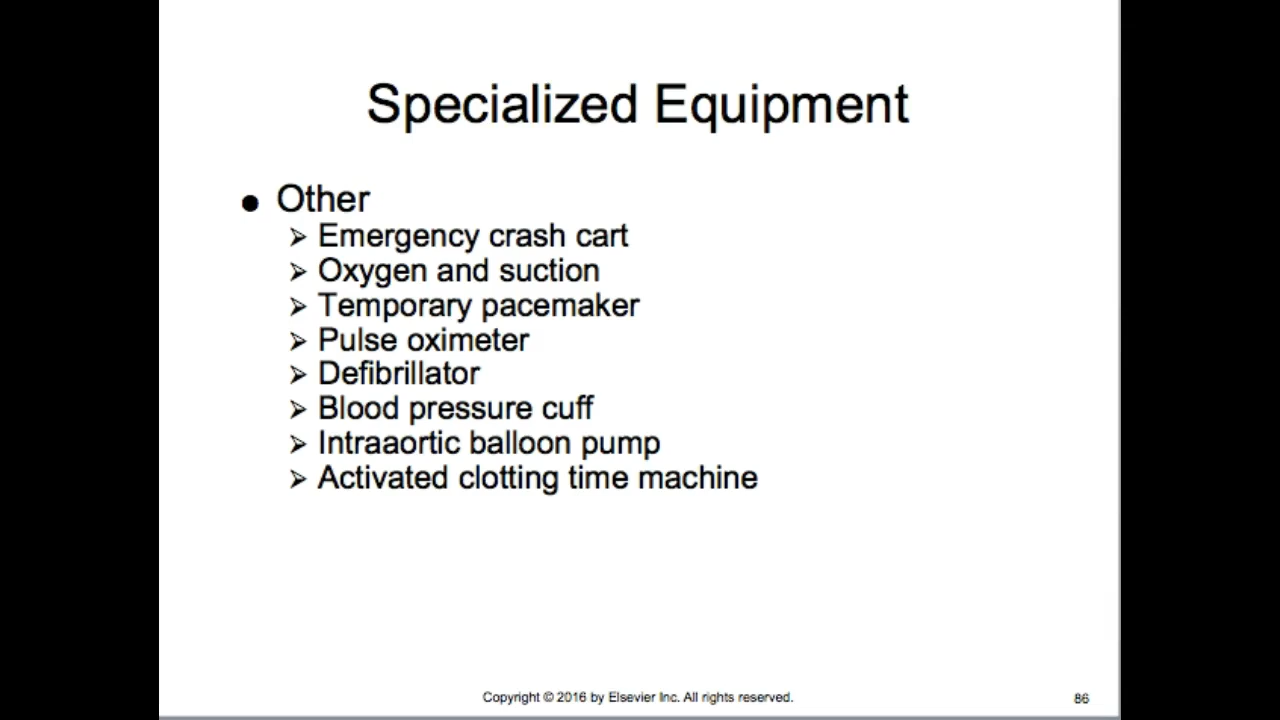 Specialized Equipment
● Other
➢ Emergency crash cart
➢ Oxygen and suction
➢ Temporary pacemaker
➢ Pulse oximeter
➢ Defibrillator
➢ Blood pressure cuff
➢ Intraaortic balloon pump
➢ Activated clotting time machine
Copyright © 2016 by Elsevier Inc. All rights reserved.
86